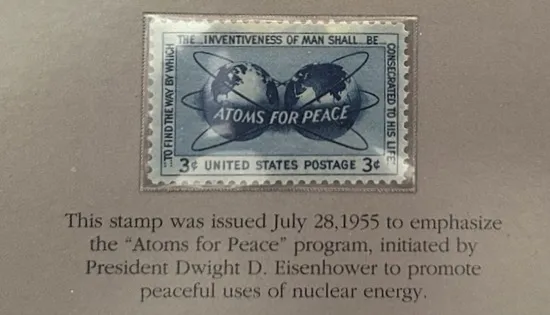 ...TO FIND THE WAY BY WHICH
THE...INVENTIVENESS OF MAN SHALL...BE
CONSECRATED TO HIS LIFE.
ATOMS FOR PEACE
3¢ UNITED STATES POSTAGE 3¢
This stamp was issued July 28,1955 to emphasize
the "Atoms for Peace" program, initiated by
President Dwight D. Eisenhower to promote
peaceful uses of nuclear energy.